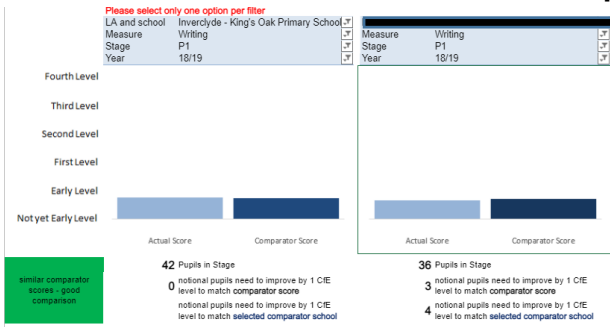 Please select only one option per filter
LA and school Inverclyde - King's Oak Primary School
Measure Writing
Stage P1
Year 18/19
Measure Writing
Stage P1
Year 18/19
Fourth Level
Third Level
Second Level
First Level
Early Level
Not yet Early Level
Actual Score Comparator Score
Actual Score Comparator Score
similar comparator
scores - good
comparison
42 Pupils in Stage
0 notional pupils need to improve by 1 CfE
level to match comparator score
notional pupils need to improve by 1 CfE
level to match selected comparator school
36 Pupils in Stage
3 notional pupils need to improve by 1 CfE
level to match comparator score
4 notional pupils need to improve by 1 CfE
level to match selected comparator school